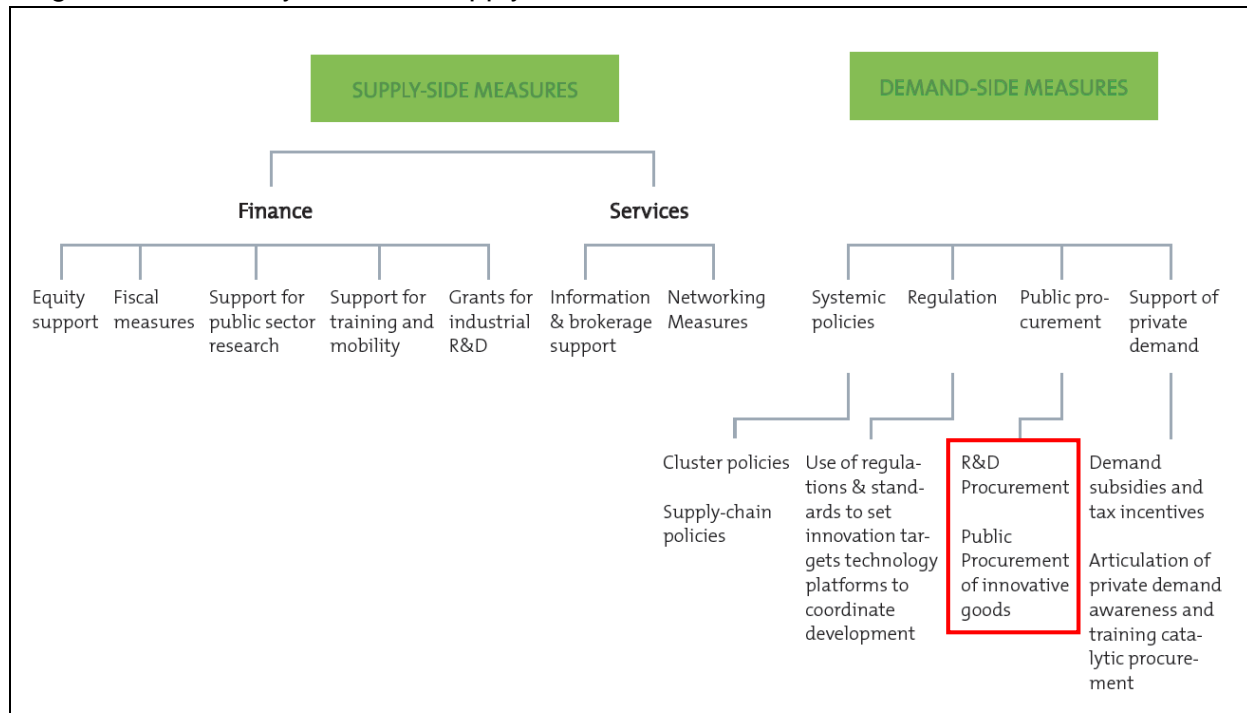 SUPPLY-SIDE MEASURES
DEMAND-SIDE MEASURES
Finance
Services
Equity
support
Fiscal
measures
Support for
public sector
research
Support for
training and
mobility
Grants for
industrial
R&D
Information
& brokerage
support
Networking
Measures
Systemic
policies
Regulation
Public pro-
curement
Support of
private
demand
Cluster policies
Supply-chain
policies
Use of regula-
tions & stand-
ards to set
innovation tar-
gets technology
platforms to
coordinate
development
R&D
Procurement
Public
Procurement
of innovative
goods
Demand
subsidies and
tax incentives
Articulation of
private demand
awareness and
training cata-
lytic procure-
ment